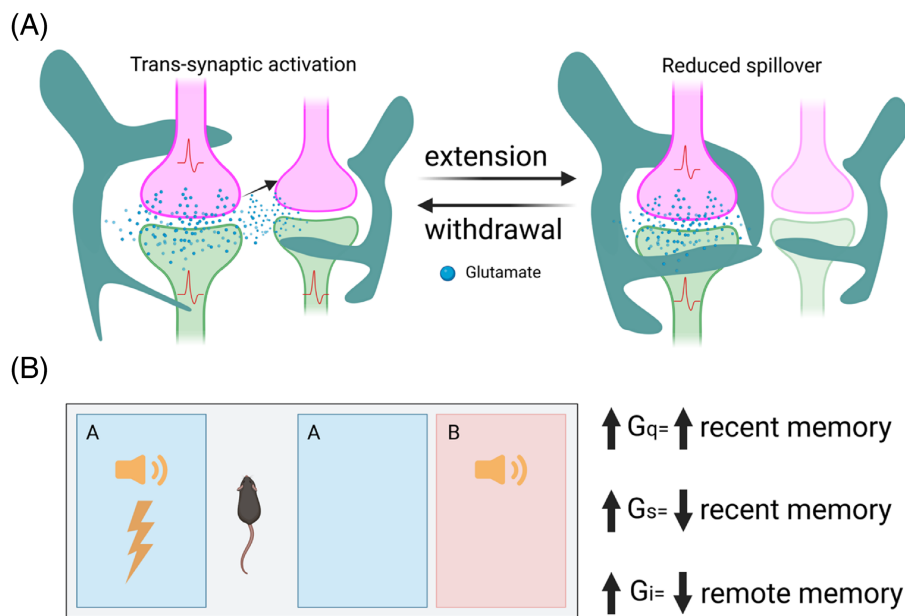 (A)
Trans-synaptic activation
Reduced spillover
extension
withdrawal
Glutamate
(B)
A
A
B
Gq= recent memory
Gs= recent memory
Gi= remote memory